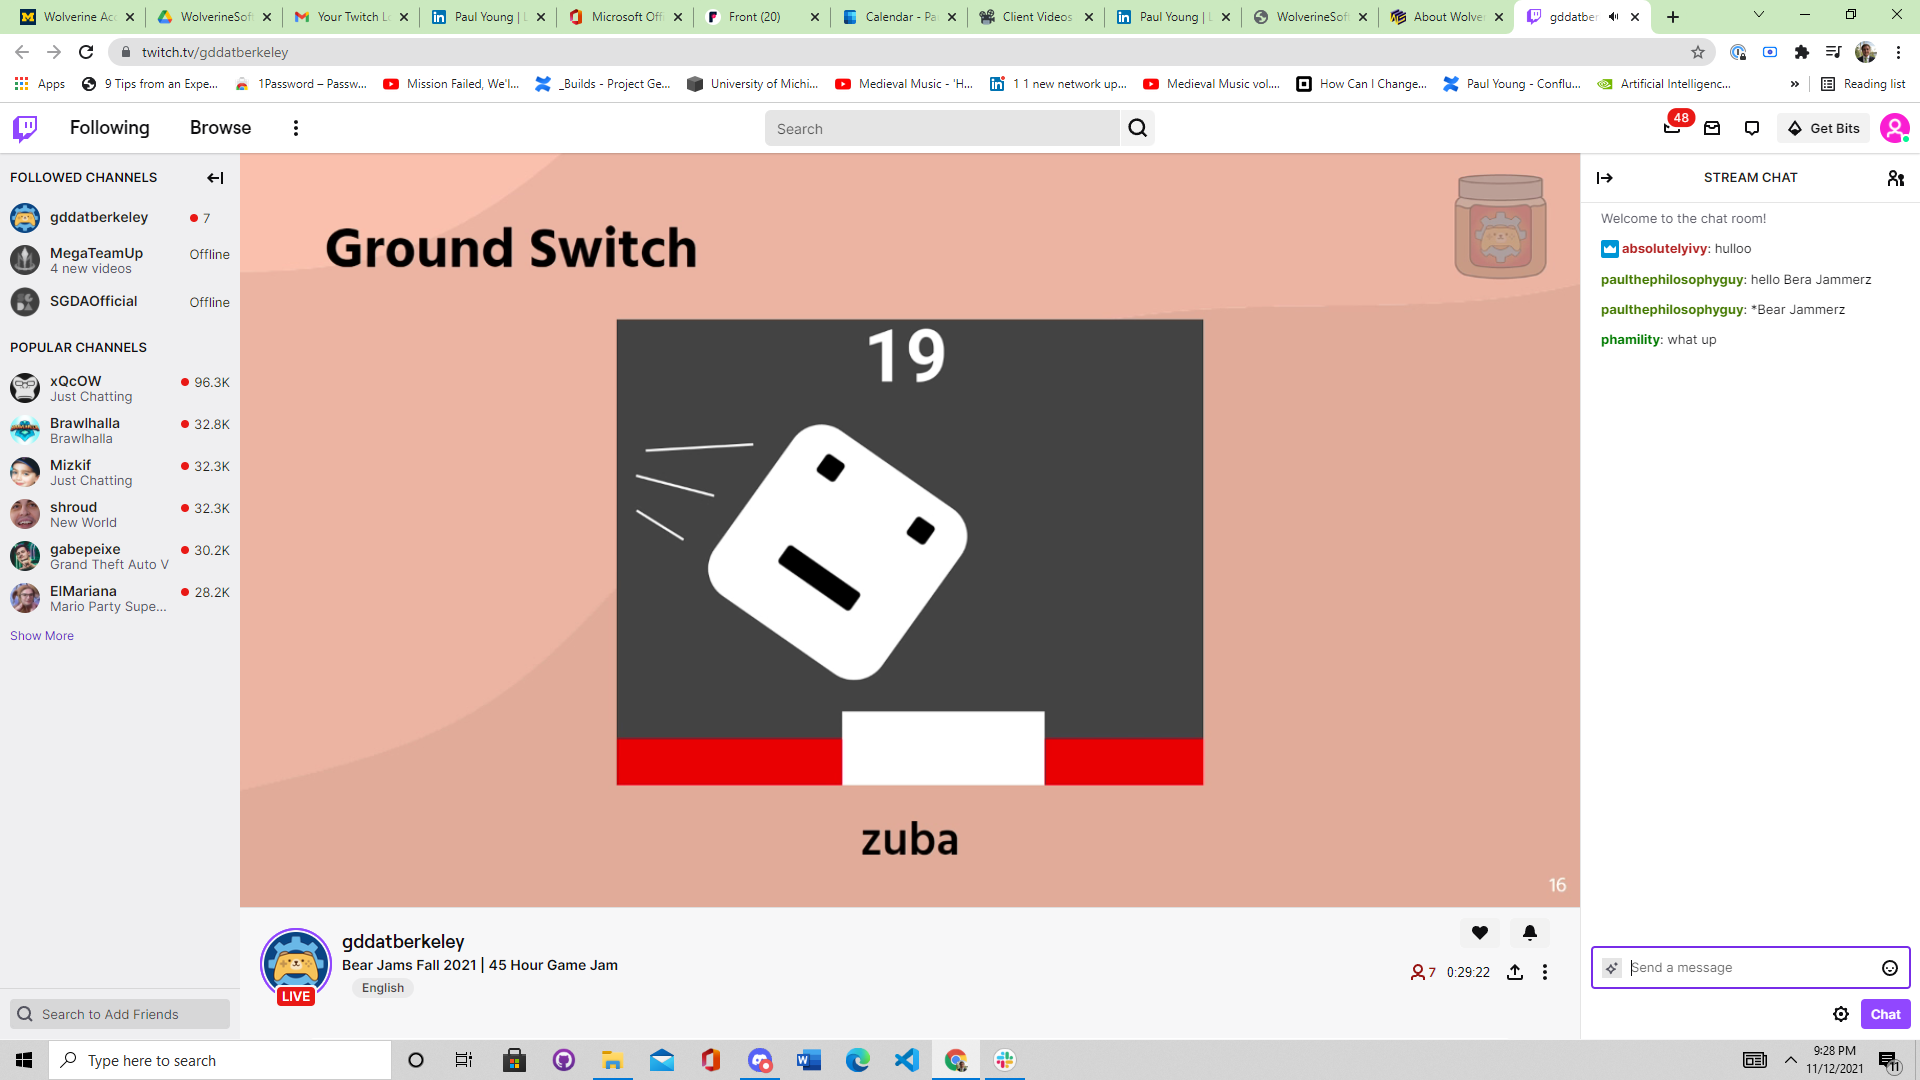 Wolverine Acc
WolverineSoft
Your Twitch Lo
Paul Young | L
Microsoft Offi
Front (20)
Calendar - Pa
Client Videos
Paul Young | L
WolverineSoft
About Wolve
gddatber
twitch.tv/gddatberkeley
Apps
9 Tips from an Expe...
1Password – Passw...
Mission Failed, We'l...
_Builds - Project Ge...
University of Michi...
Medieval Music - 'H...
1 1 new network up...
Medieval Music vol....
How Can I Change...
Paul Young - Conflu...
Artificial Intelligenc...
»
Reading list
Following
Browse
Search
48
Get Bits
FOLLOWED CHANNELS
gddatberkeley
7
MegaTeamUp
Offline
4 new videos
SGDAOfficial
Offline
POPULAR CHANNELS
xQcOW
96.3K
Just Chatting
Brawlhalla
32.8K
Brawlhalla
Mizkif
32.3K
Just Chatting
shroud
32.3K
New World
gabepeixe
30.2K
Grand Theft Auto V
ElMariana
28.2K
Mario Party Supe...
Show More
Search to Add Friends
Ground Switch
19
zuba
16
gddatberkeley
Bear Jams Fall 2021 | 45 Hour Game Jam
English
LIVE
7
0:29:22
STREAM CHAT
Welcome to the chat room!
absolutelyivy: hulloo
paulthephilosophyguy: hello Bera Jammerz
paulthephilosophyguy: *Bear Jammerz
phamility: what up
Send a message
Chat
Type here to search
9:28 PM
11/12/2021
11